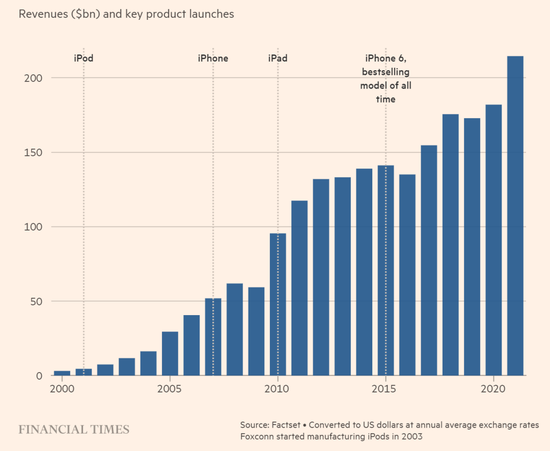 Revenues ($bn) and key product launches
iPod
iPhone
iPad
iPhone 6,
bestselling
model of all
time
200
150
100
50
0
2000
2005
2010
2015
2020
FINANCIAL TIMES
Source: Factset • Converted to US dollars at annual average exchange rates
Foxconn started manufacturing iPods in 2003